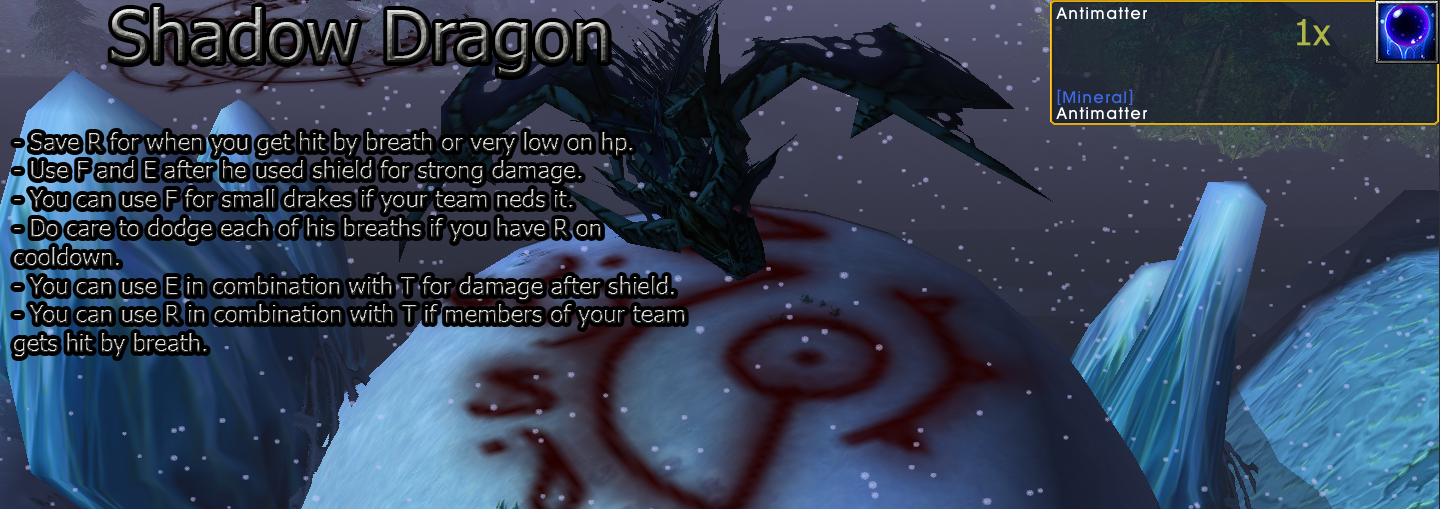 Shadow Dragon
Antimatter
1x
[Mineral]
Antimatter
- Save R for when you get hit by breath or very low on hp.
- Use F and E after he used shield for strong damage.
- You can use F for small drakes if your team neds it.
- Do care to dodge each of his breaths if you have R on
cooldown.
- You can use E in combination with T for damage after shield.
- You can use R in combination with T if members of your team
gets hit by breath.